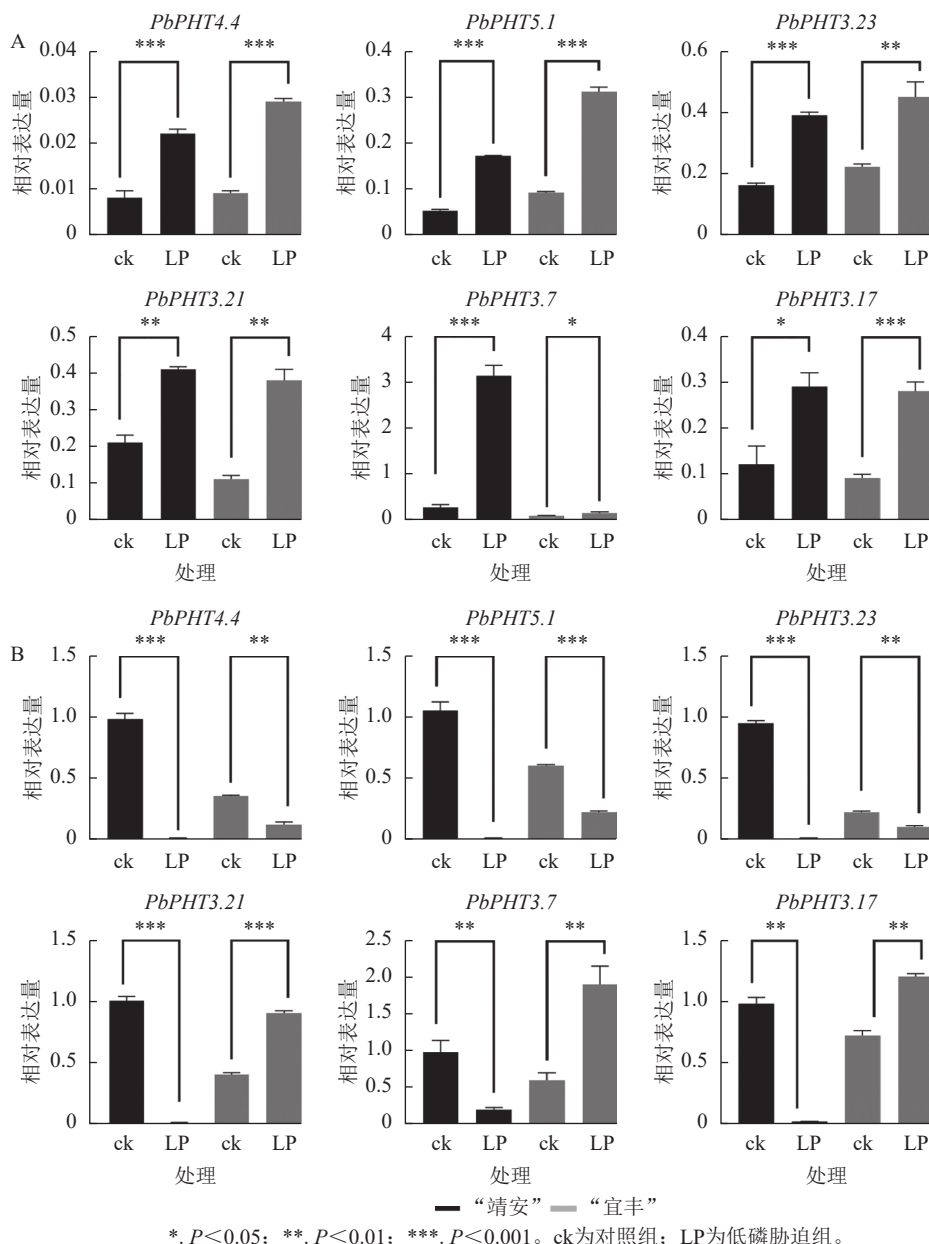 A
PbPHT4.4 PbPHT5.1 PbPHT3.23
*** *** *** *** *** **
相对表达量 相对表达量 相对表达量
0.04 0.4 0.6
0.03 0.3 0.4
0.02 0.2 0.2
0.01 0.1 0
0 0
ck LP ck LP ck LP ck LP ck LP ck LP
PbPHT3.21 PbPHT3.7 PbPHT3.17
** ** *** * * ***
相对表达量 相对表达量 相对表达量
0.5 4 0.4
0.4 3 0.3
0.3 2 0.2
0.2 1 0.1
0.1 0 0
0
ck LP ck LP ck LP ck LP ck LP ck LP
处理 处理 处理
B
PbPHT4.4 PbPHT5.1 PbPHT3.23
*** ** *** *** *** **
相对表达量 相对表达量 相对表达量
1.5 1.5 1.5
1.0 1.0 1.0
0.5 0.5 0.5
0 0 0
ck LP ck LP ck LP ck LP ck LP ck LP
PbPHT3.21 PbPHT3.7 PbPHT3.17
*** *** ** ** ** **
相对表达量 相对表达量 相对表达量
1.5 2.5 1.5
1.0 2.0 1.0
0.5 1.5 0.5
0 1.0 0
0.5
0
ck LP ck LP ck LP ck LP ck LP ck LP
处理 处理 处理
“靖安” “宜丰”
*. P<0.05；**. P<0.01；***. P<0.001。ck为对照组；LP为低磷胁迫组。